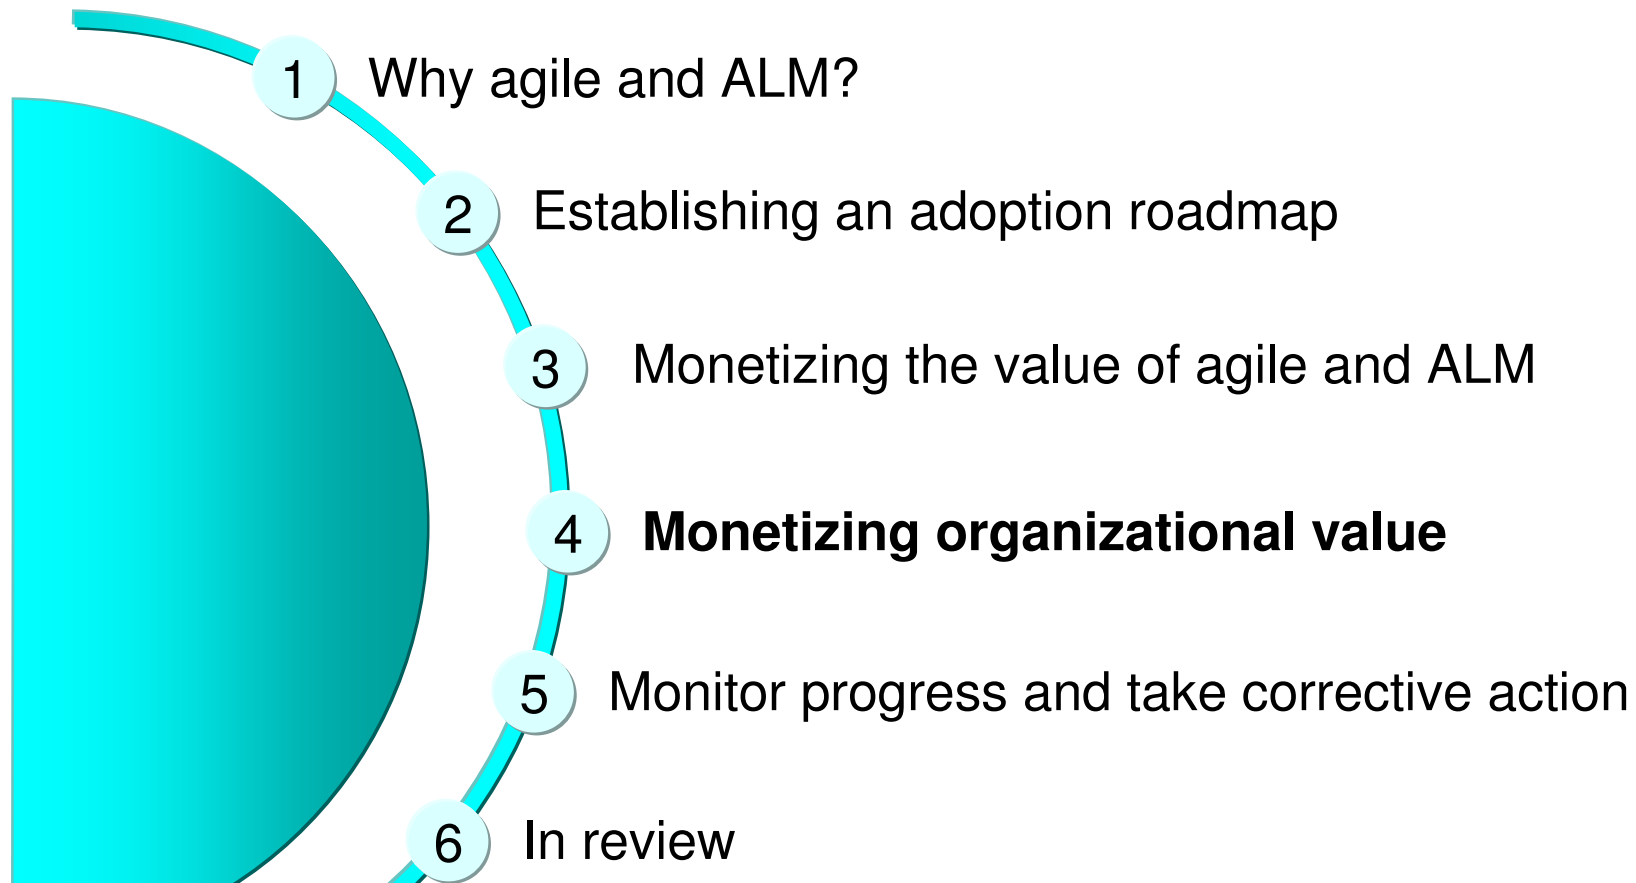 1 Why agile and ALM?
2 Establishing an adoption roadmap
3 Monetizing the value of agile and ALM
4 Monetizing organizational value
5 Monitor progress and take corrective action
6 In review